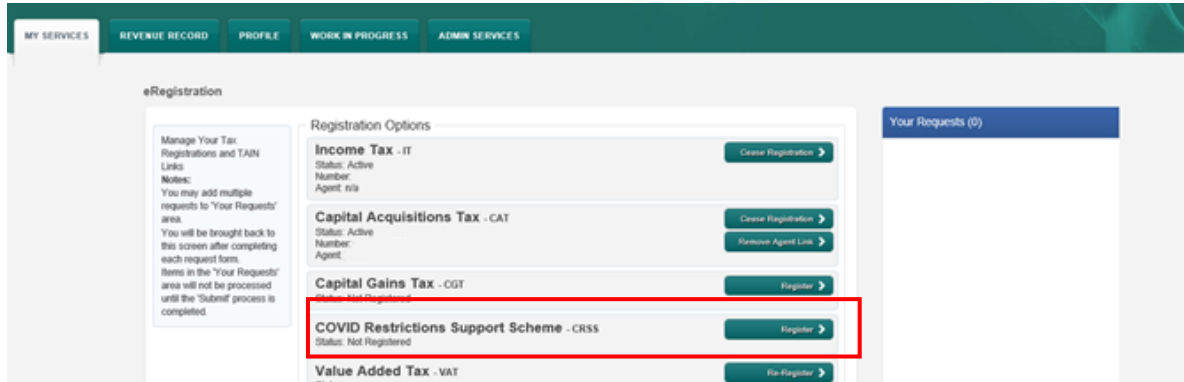 MY SERVICES
REVENUE RECORD
PROFILE
WORK IN PROGRESS
ADMIN SERVICES
eRegistration
Manage Your Tax
Registrations and TAIN
Links
Notes:
You may add multiple
requests to 'Your Requests'
area.
You will be brought back to
this screen after completing
each request form.
Items in the 'Your Requests'
area will not be processed
until the 'Submit' process is
completed.
Registration Options
Income Tax - IT
Status: Active
Number:
Agent: n/a
Cease Registration
Capital Acquisitions Tax - CAT
Status: Active
Number:
Agent:
Cease Registration
Remove Agent Link
Capital Gains Tax - CGT
Status: Not Registered
Register
COVID Restrictions Support Scheme - CRSS
Status: Not Registered
Register
Value Added Tax - VAT
Re-Register
Your Requests (0)